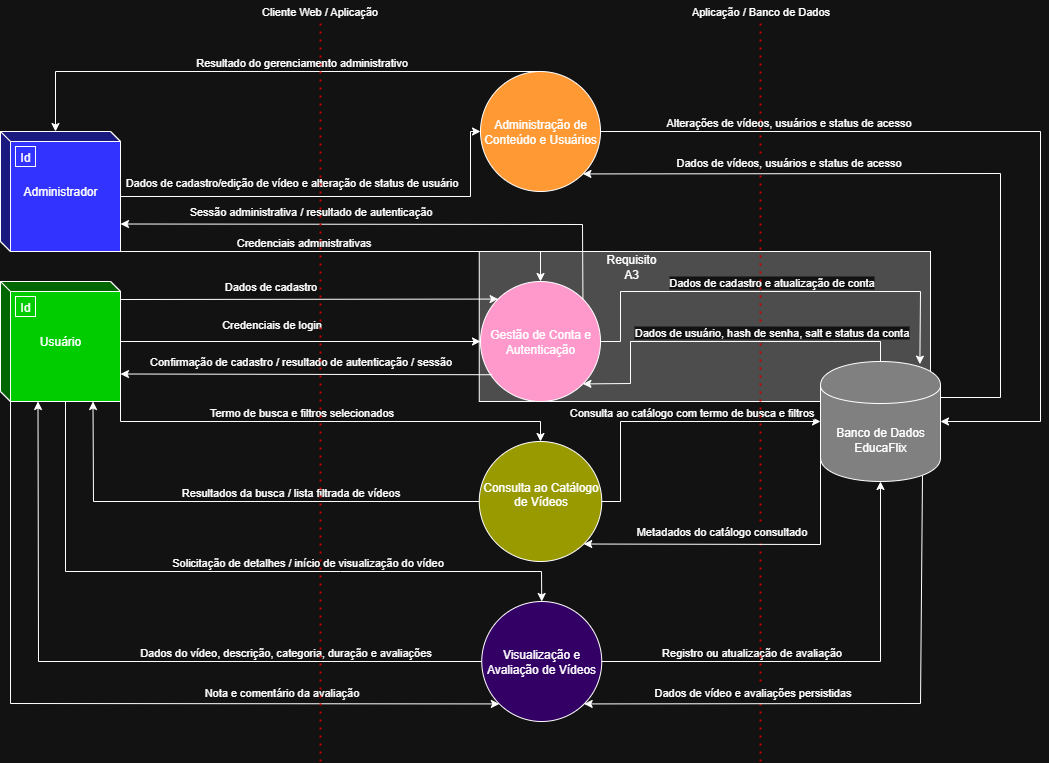 Cliente Web / Aplicação
Aplicação / Banco de Dados
Resultado do gerenciamento administrativo
Administração de
Conteúdo e Usuários
Alterações de vídeos, usuários e status de acesso
Id
Administrador
Dados de vídeos, usuários e status de acesso
Dados de cadastro/edição de vídeo e alteração de status de usuário
Sessão administrativa / resultado de autenticação
Credenciais administrativas
Requisito
A3
Dados de cadastro
Dados de cadastro e atualização de conta
Id
Usuário
Credenciais de login
Gestão de Conta e
Autenticação
Dados de usuário, hash de senha, salt e status da conta
Confirmação de cadastro / resultado de autenticação / sessão
Termo de busca e filtros selecionados
Consulta ao catálogo com termo de busca e filtros
Banco de Dados
EducaFlix
Consulta ao Catálogo
de Vídeos
Resultados da busca / lista filtrada de vídeos
Metadados do catálogo consultado
Solicitação de detalhes / início de visualização do vídeo
Visualização e
Avaliação de Vídeos
Dados do vídeo, descrição, categoria, duração e avaliações
Registro ou atualização de avaliação
Nota e comentário da avaliação
Dados de vídeo e avaliações persistidas